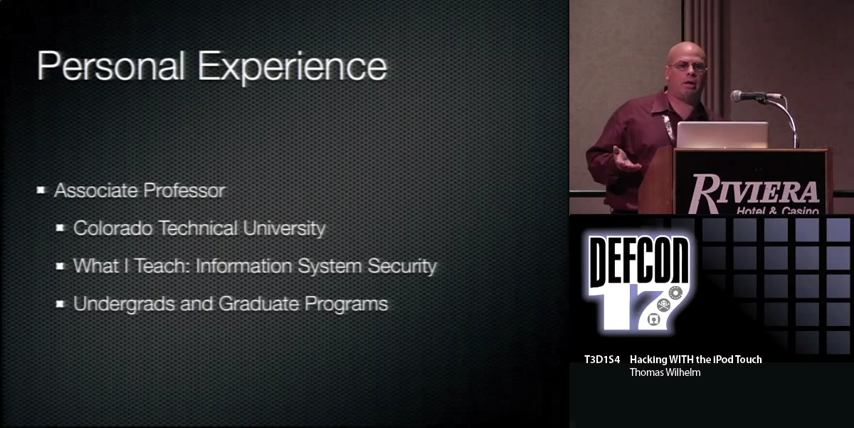 Personal Experience
Associate Professor
Colorado Technical University
What I Teach: Information System Security
Undergrads and Graduate Programs
RIVIERA
Hotel & Casino
DEFCON
17
T3D1S4 Hacking WITH the iPod Touch
Thomas Wilhelm